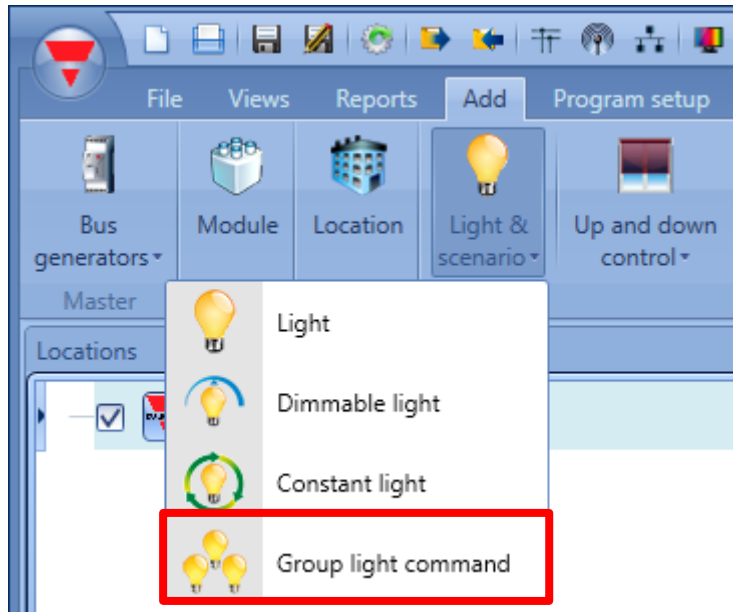 File Views Reports Add Program setup
Bus generators
Module
Location
Light & scenario
Up and down control
Master
Locations
Light
Dimmable light
Constant light
Group light command